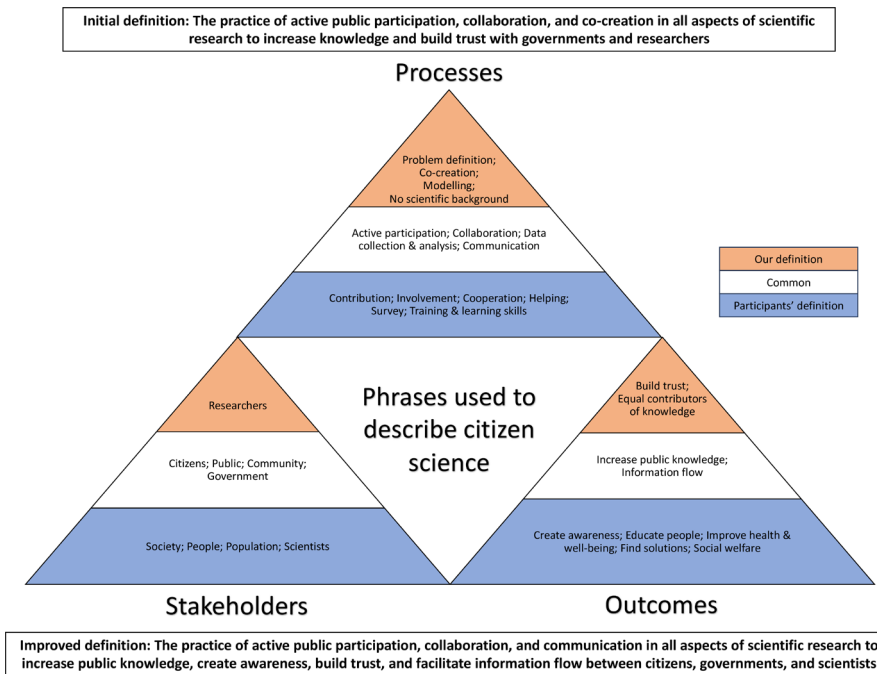 Initial definition: The practice of active public participation, collaboration, and co-creation in all aspects of scientific
research to increase knowledge and build trust with governments and researchers
Processes
Problem definition;
Co-creation;
Modelling;
No scientific background
Active participation; Collaboration; Data
collection & analysis; Communication
Contribution; Involvement; Cooperation; Helping;
Survey; Training & learning skills
Our definition
Common
Participants' definition
Researchers
Citizens; Public; Community;
Government
Society; People; Population; Scientists
Phrases used to
describe citizen
science
Build trust;
Equal contributors
of knowledge
Increase public knowledge;
Information flow
Create awareness; Educate people; Improve health &
well-being; Find solutions; Social welfare
Stakeholders
Outcomes
Improved definition: The practice of active public participation, collaboration, and communication in all aspects of scientific research to
increase public knowledge, create awareness, build trust, and facilitate information flow between citizens, governments, and scientists